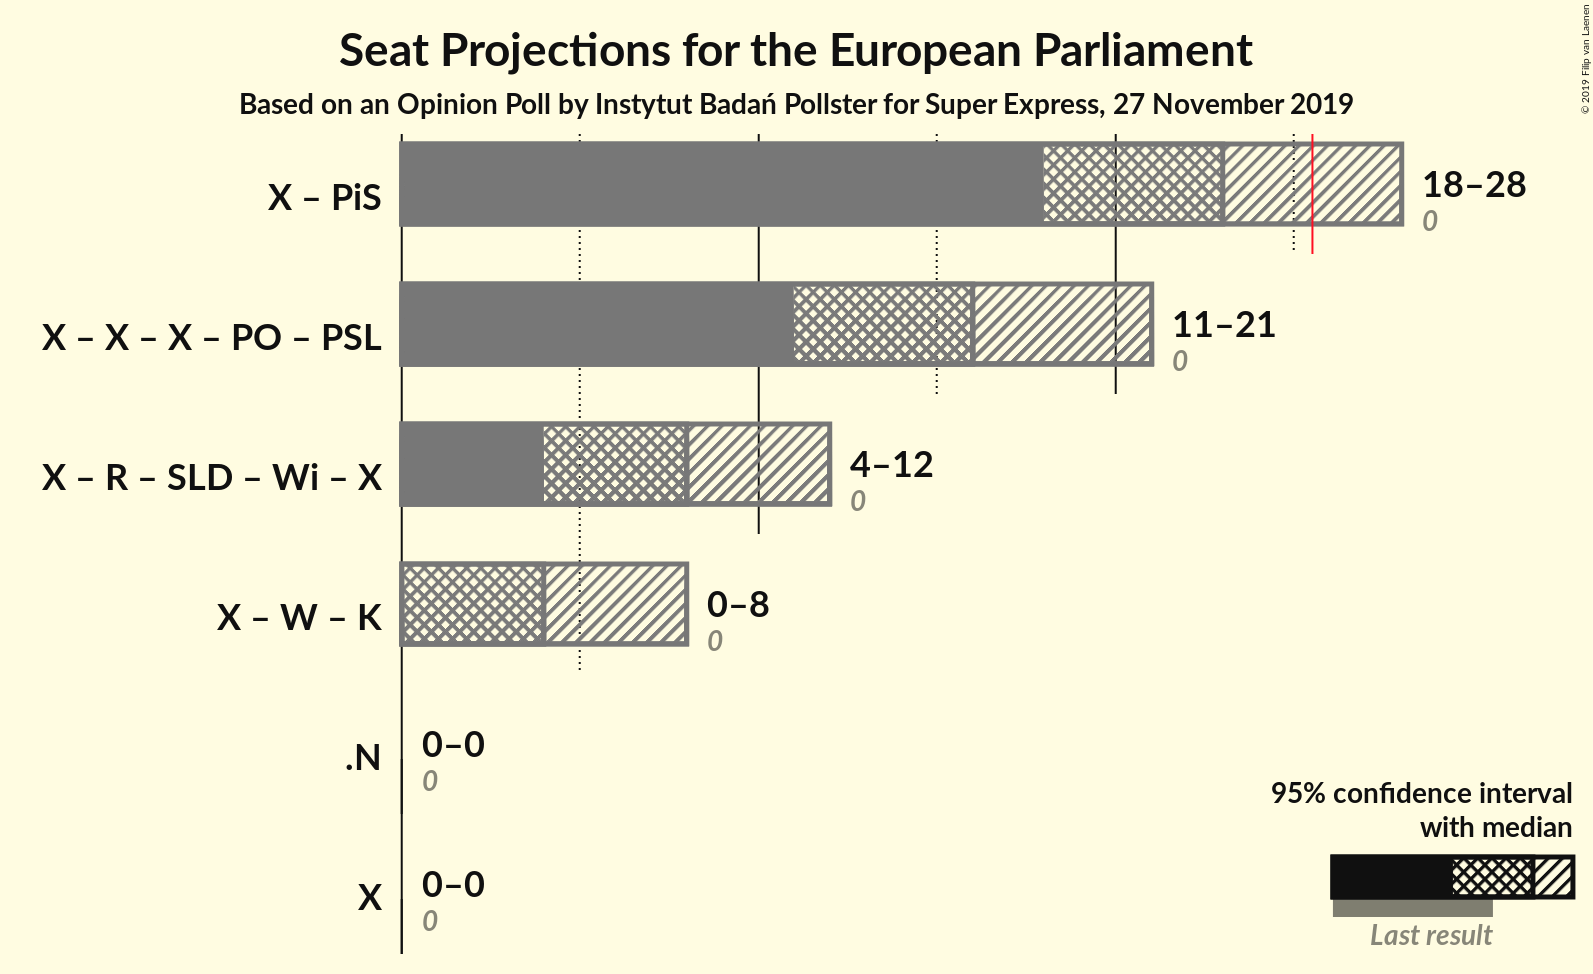 Seat Projections for the European Parliament
Based on an Opinion Poll by Instytut Badań Pollster for Super Express, 27 November 2019
© 2019 Filip van Laenen
X – PiS
18–28
0
X – X – X – PO – PSL
11–21
0
X – R – SLD – Wi – X
4–12
0
X – W – K
0–8
0
.N
0–0
0
X
0–0
0
95% confidence interval
with median
Last result